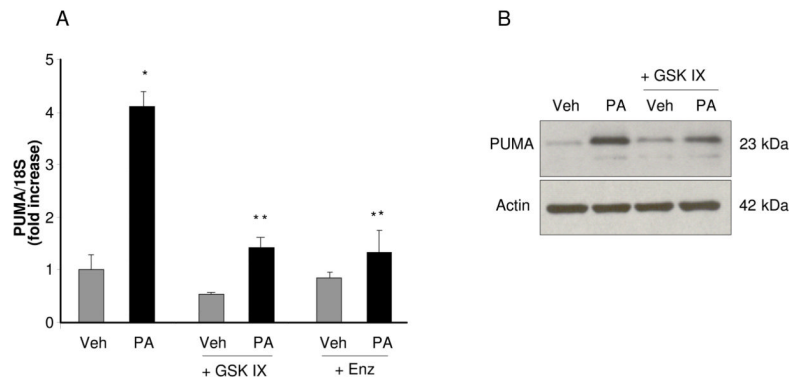 A
PUMA/18S
(fold increase)
5
4
3
2
1
0
*
**
**
Veh PA Veh PA Veh PA
+ GSK IX + Enz
B
+ GSK IX
Veh PA Veh PA
PUMA 23 kDa
Actin 42 kDa